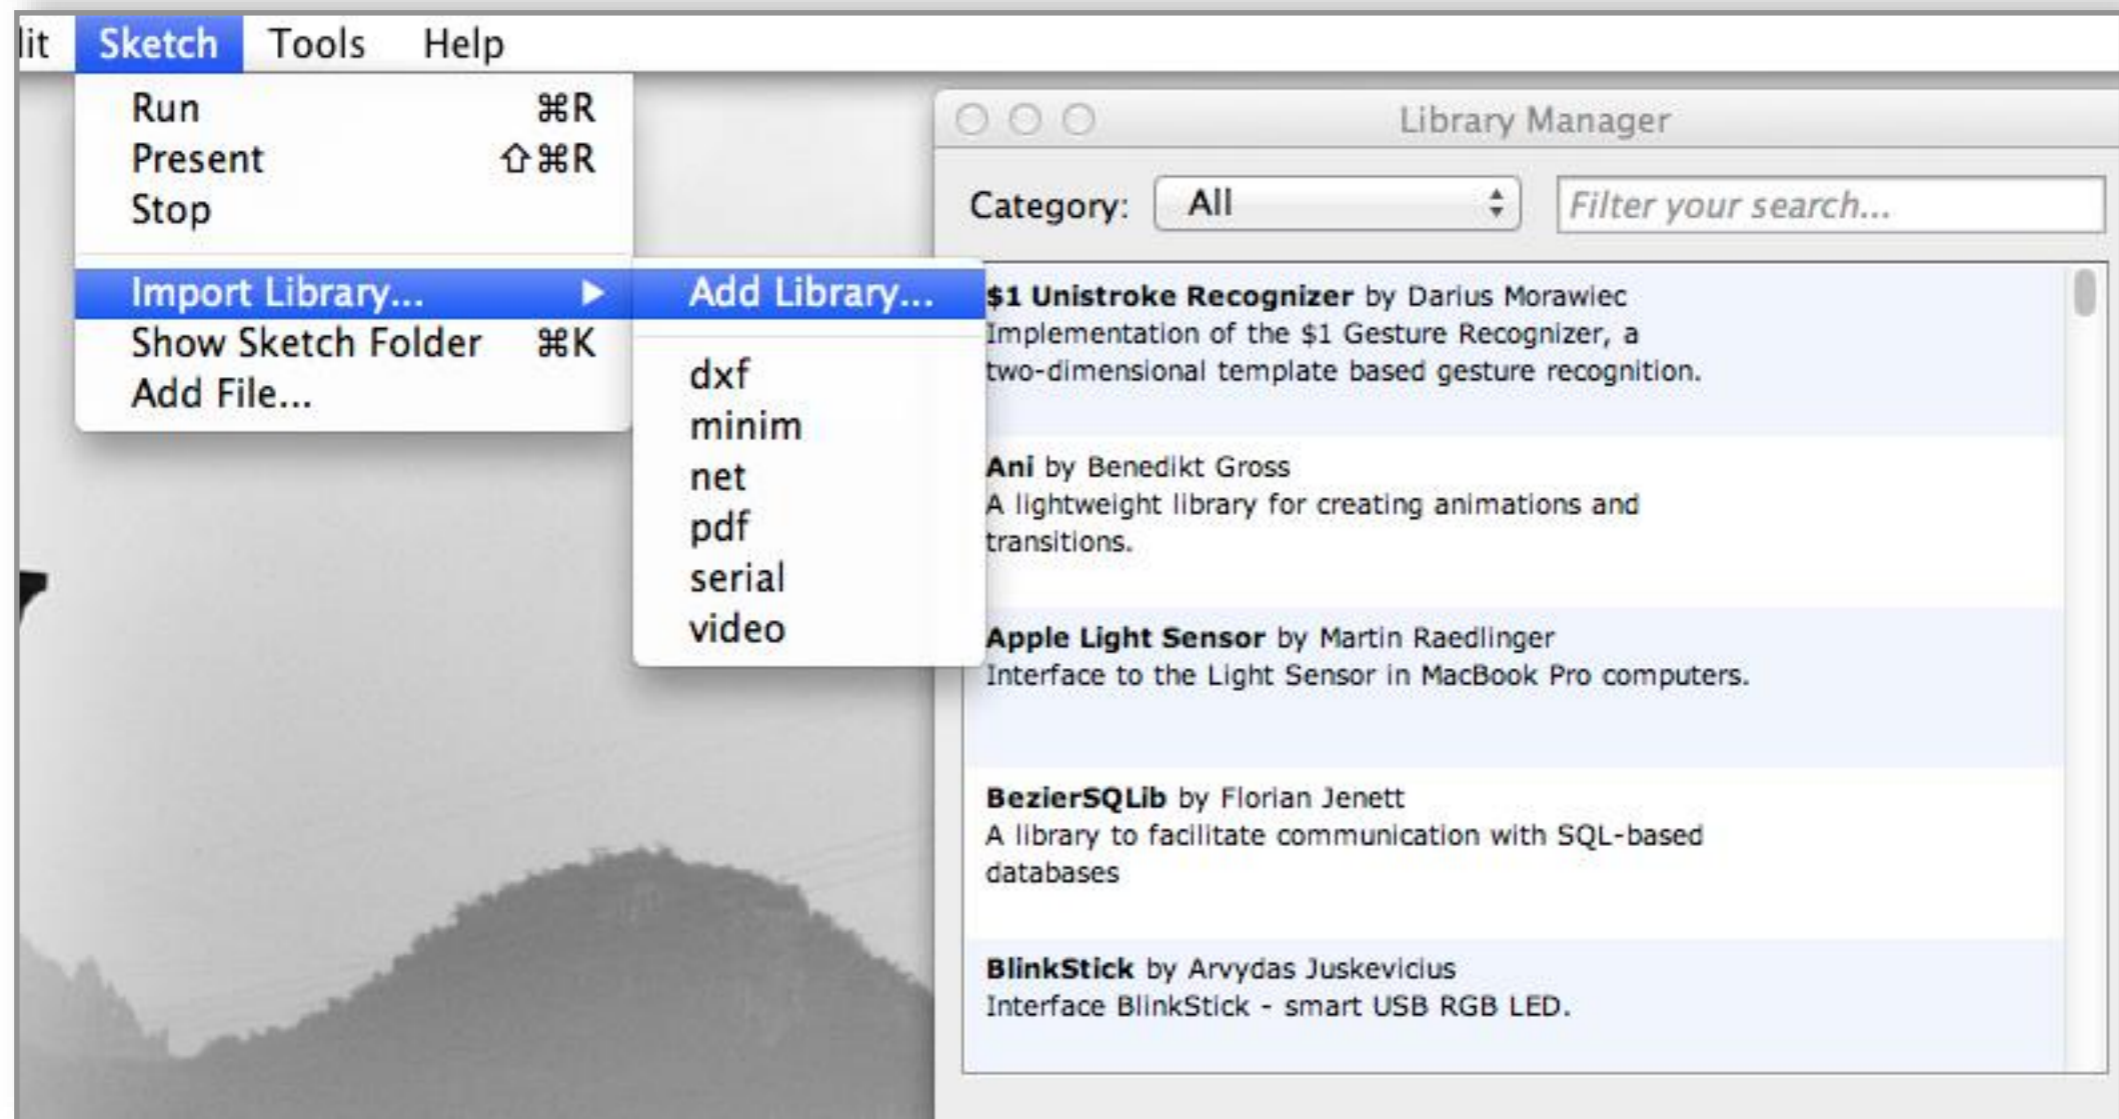 Sketch Tools Help
Run ⌘R
Present ⇧⌘R
Stop
Import Library... ▶
Show Sketch Folder ⌘K
Add File...
Add Library...
dxf
minim
net
pdf
serial
video
Library Manager
Category: All Filter your search...
$1 Unistroke Recognizer by Darius Morawiec
Implementation of the $1 Gesture Recognizer, a
two-dimensional template based gesture recognition.
Ani by Benedikt Gross
A lightweight library for creating animations and
transitions.
Apple Light Sensor by Martin Raedlinger
Interface to the Light Sensor in MacBook Pro computers.
BezierSQLib by Florian Jenett
A library to facilitate communication with SQL-based
databases
BlinkStick by Arvydas Juskevicius
Interface BlinkStick - smart USB RGB LED.